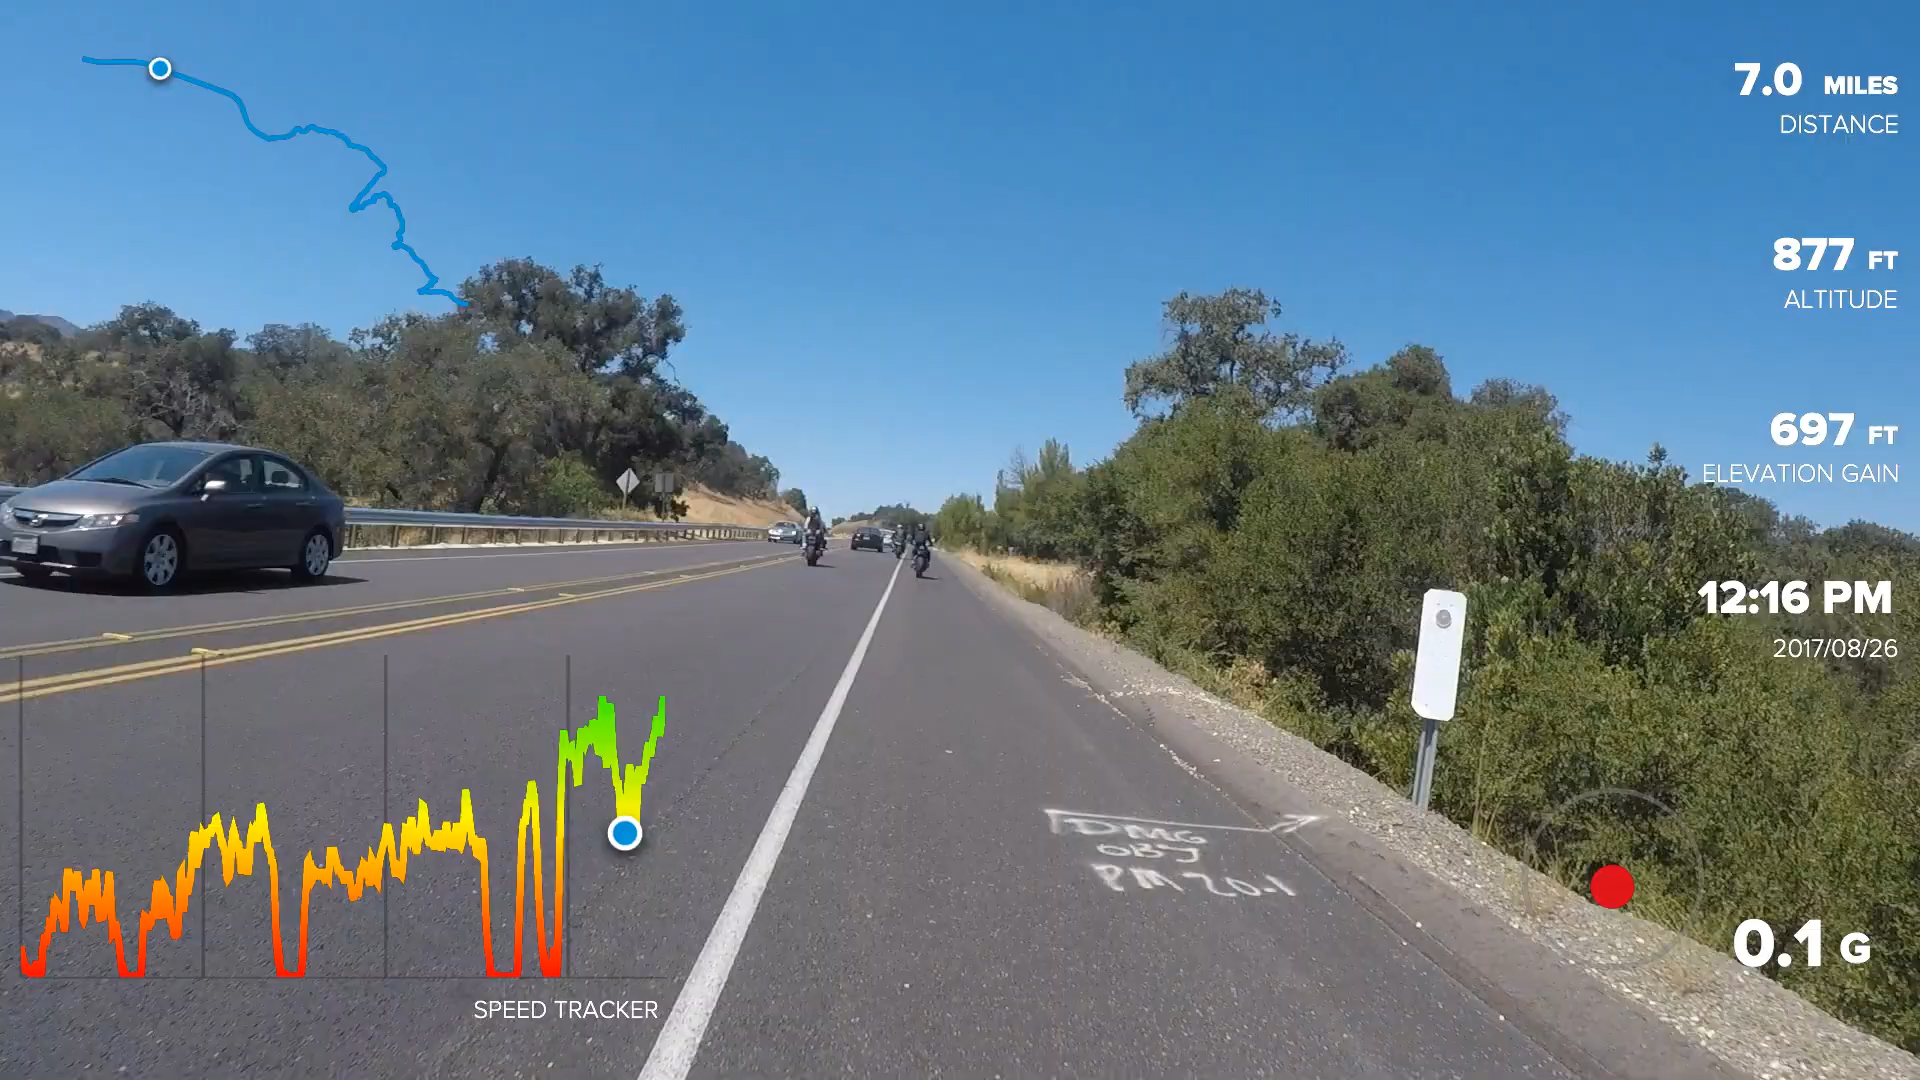 7.0 MILES
DISTANCE
877 FT
ALTITUDE
697 FT
ELEVATION GAIN
12:16 PM
2017/08/26
DMG
OBJ
PM 20.1
0.1 G
SPEED TRACKER